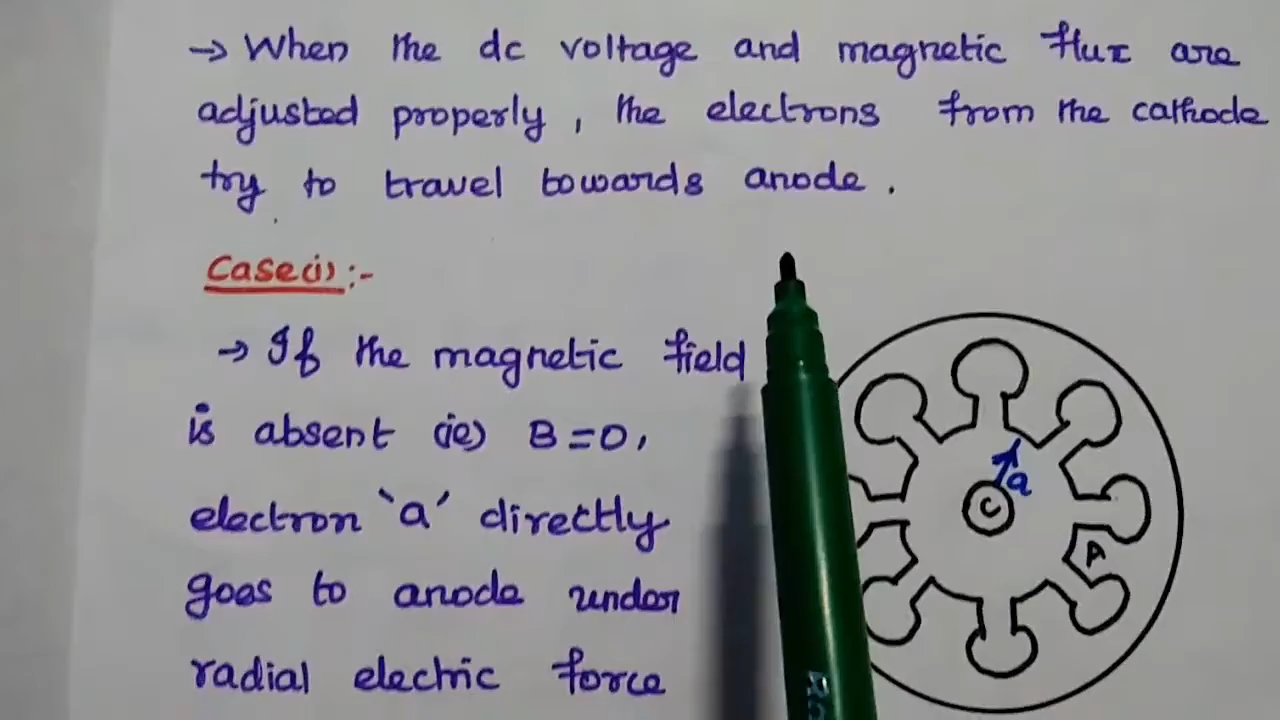 → When the dc voltage and magnetic flux are
adjusted properly, the electrons from the cathode
try to travel towards anode.
Case(i):-
→ If the magnetic field
is absent (ie) B=0,
electron 'a' directly
goes to anode under
radial electric force
a
C
A